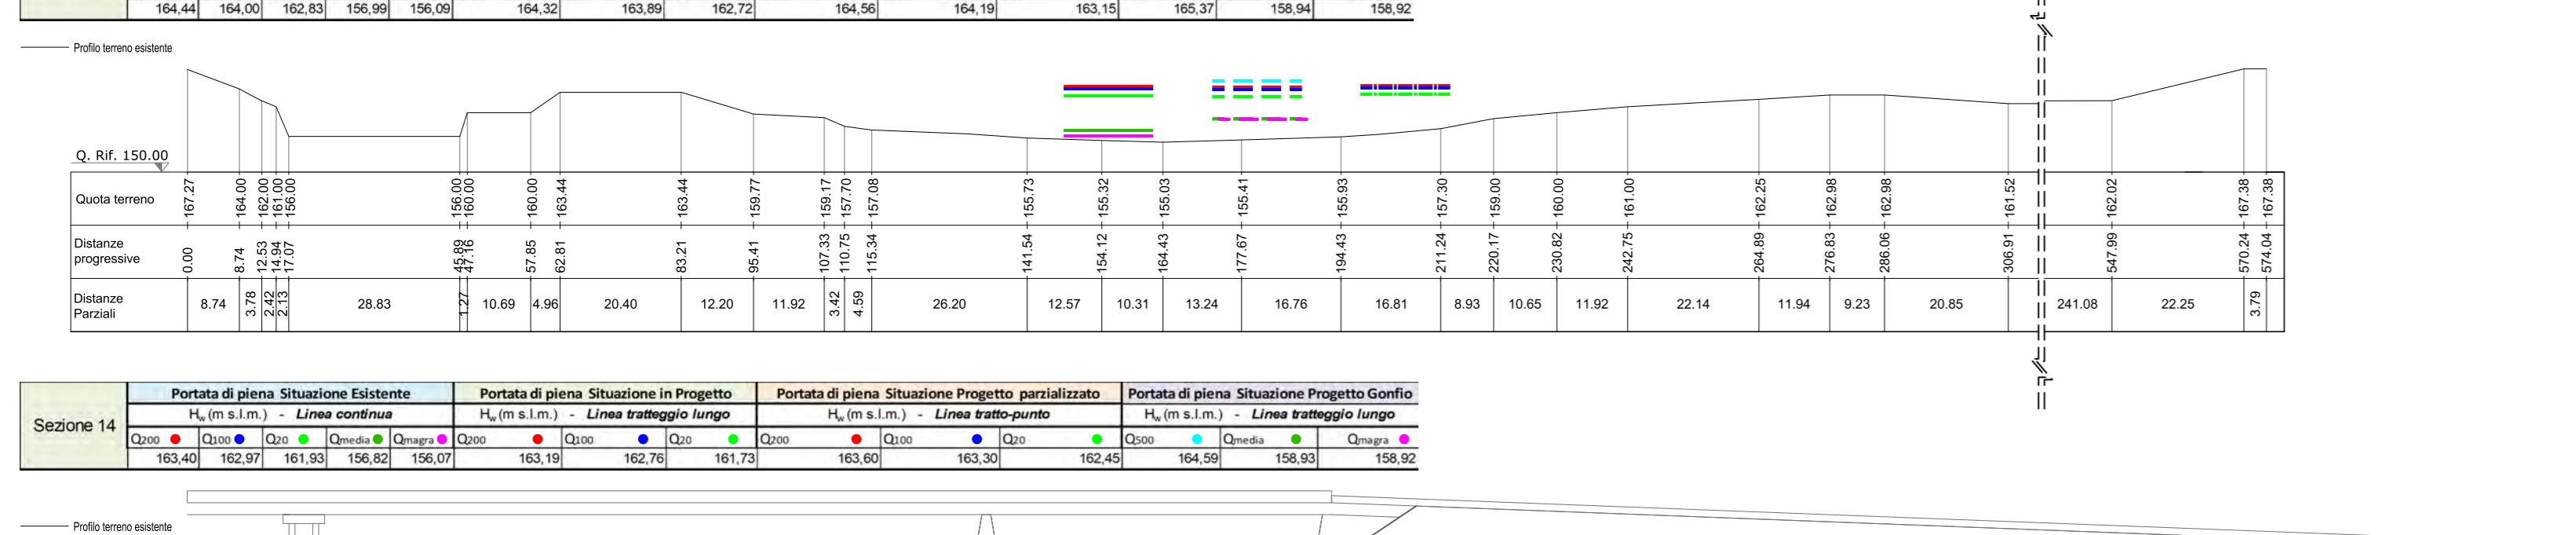 164,44 164,00 162,83 156,99 156,09 164,32 163,89 162,72 164,56 164,19 163,15 165,37 158,94 158,92
Profilo terreno esistente
Q. Rif. 150.00
Quota terreno 167.27 164.00 162.00 161.00 156.00 156.00 160.00 160.00 163.44 163.44 159.77 159.17 157.70 157.08 155.73 155.32 155.03 155.41 155.93 157.30 159.00 160.00 161.00 162.25 162.98 162.98 161.52 162.02 167.38 167.38
Distanze progressive 0.00 8.74 12.53 14.94 17.07 45.89 47.16 57.85 62.81 83.21 95.41 107.33 110.75 115.34 141.54 154.12 164.43 177.67 194.43 211.24 220.17 230.82 242.75 264.89 276.83 286.06 306.91 547.99 570.24 574.04
Distanze Parziali 8.74 3.78 2.42 2.13 28.83 1.27 10.69 4.96 20.40 12.20 11.92 3.42 4.59 26.20 12.57 10.31 13.24 16.76 16.81 8.93 10.65 11.92 22.14 11.94 9.23 20.85 241.08 22.25 3.79
Sezione 14
Portata di piena Situazione Esistente Portata di piena Situazione in Progetto Portata di piena Situazione Progetto parzializzato Portata di piena Situazione Progetto Gonfio
Hw (m s.l.m.) - Linea continua Hw (m s.l.m.) - Linea tratteggio lungo Hw (m s.l.m.) - Linea tratto-punto Hw (m s.l.m.) - Linea tratteggio lungo
Q200 Q100 Q20 Qmedia Qmagra Q200 Q100 Q20 Q200 Q100 Q20 Q500 Qmedia Qmagra
163,40 162,97 161,93 156,82 156,07 163,19 162,76 161,73 163,60 163,30 162,45 164,59 158,93 158,92
Profilo terreno esistente